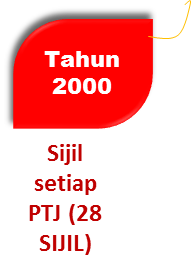 Tahun
2000
Sijil
setiap
PTJ (28
SIJIL)